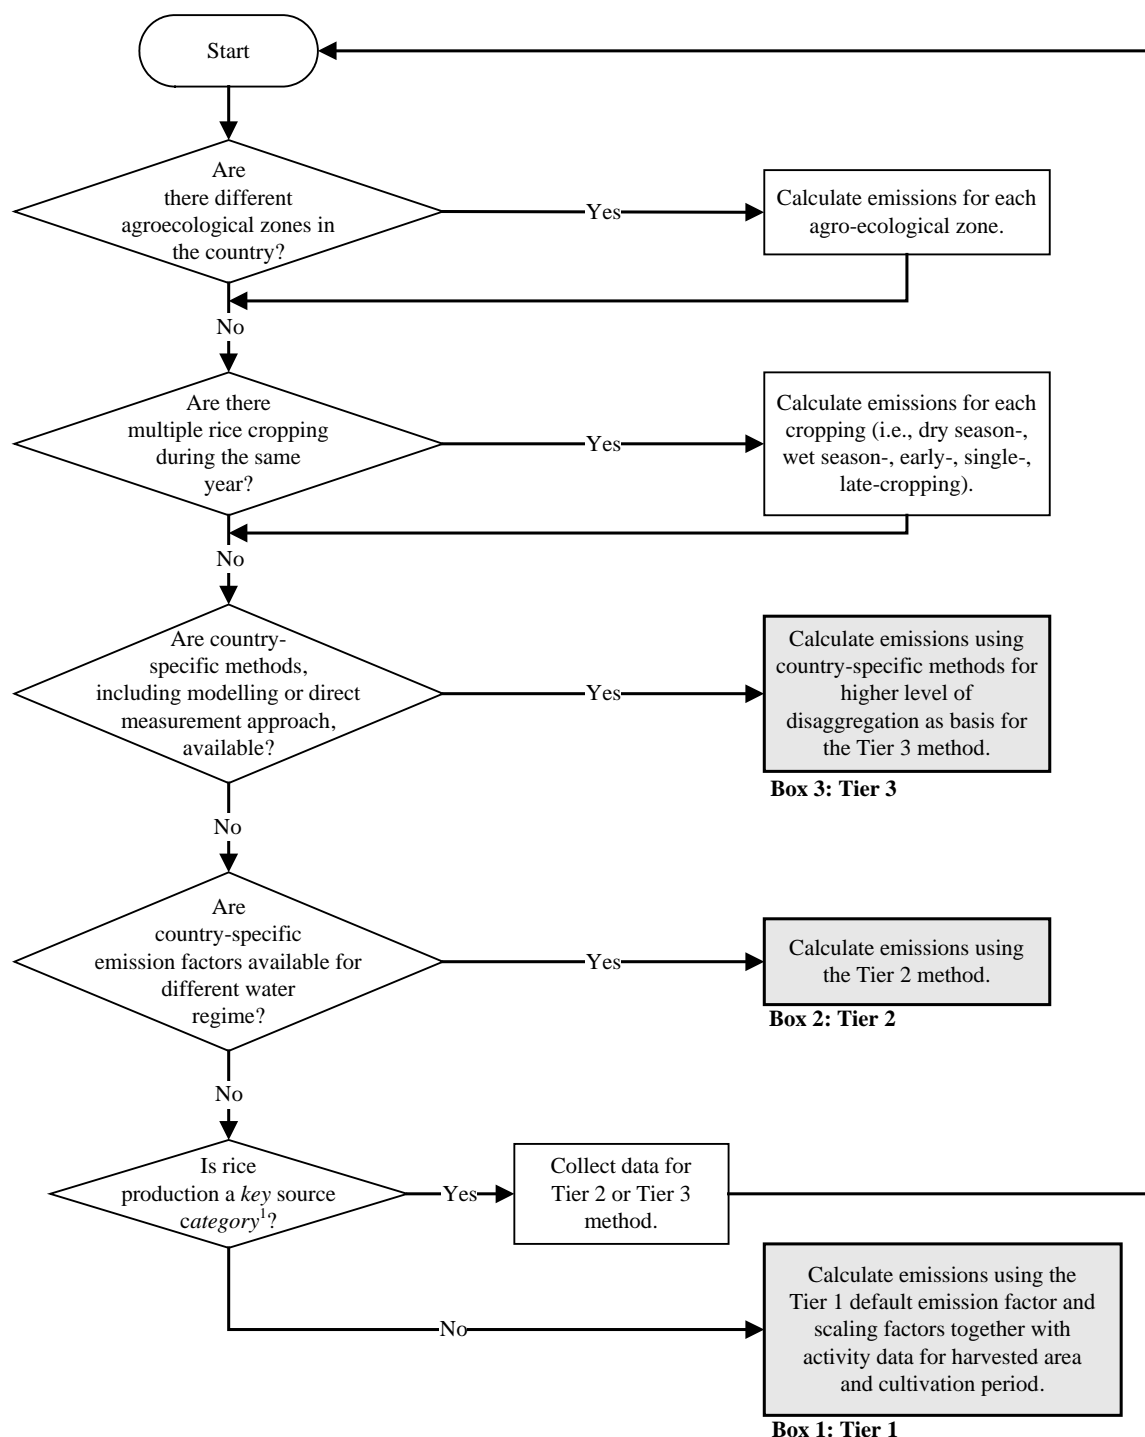 Start
Are
there different
agroecological zones in
the country?
Yes
Calculate emissions for each
agro-ecological zone.
No
Are there
multiple rice cropping
during the same
year?
Yes
Calculate emissions for each
cropping (i.e., dry season-,
wet season-, early-, single-,
late-cropping).
No
Are country-
specific methods,
including modelling or direct
measurement approach,
available?
Yes
Calculate emissions using
country-specific methods for
higher level of
disaggregation as basis for
the Tier 3 method.
Box 3: Tier 3
No
Are
country-specific
emission factors available for
different water
regime?
Yes
Calculate emissions using
the Tier 2 method.
Box 2: Tier 2
No
Is rice
production a key source
category¹?
Yes
Collect data for
Tier 2 or Tier 3
method.
No
Calculate emissions using the
Tier 1 default emission factor and
scaling factors together with
activity data for harvested area
and cultivation period.
Box 1: Tier 1